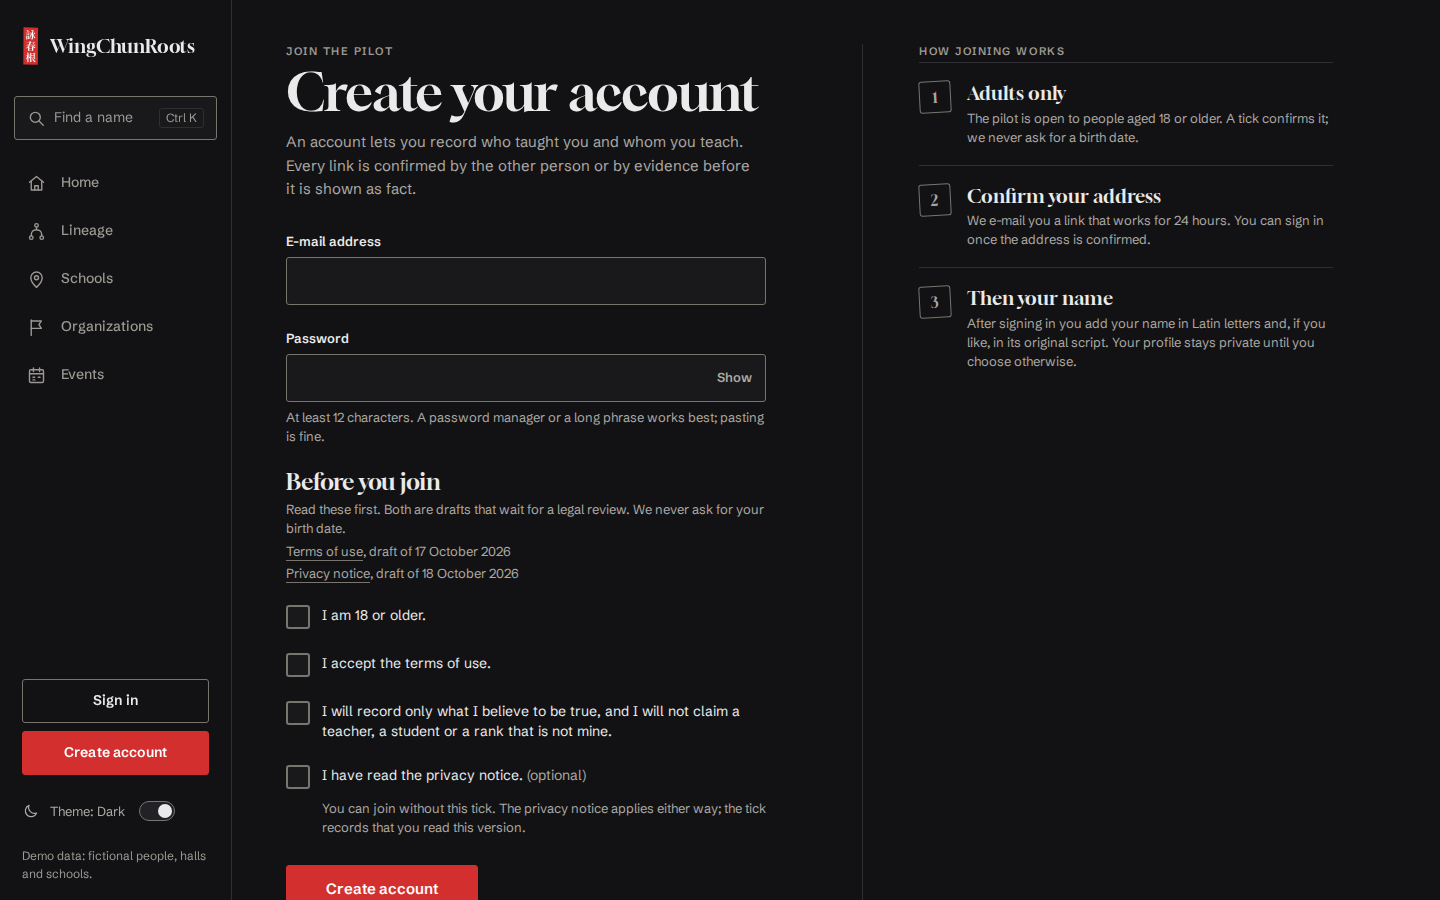 詠春根
WingChunRoots
Find a name
Ctrl K
Home
Lineage
Schools
Organizations
Events
Sign in
Create account
Theme: Dark
Demo data: fictional people, halls
and schools.
JOIN THE PILOT
Create your account
An account lets you record who taught you and whom you teach.
Every link is confirmed by the other person or by evidence before
it is shown as fact.
E-mail address
Password
Show
At least 12 characters. A password manager or a long phrase works best; pasting
is fine.
Before you join
Read these first. Both are drafts that wait for a legal review. We never ask for your
birth date.
Terms of use, draft of 17 October 2026
Privacy notice, draft of 18 October 2026
I am 18 or older.
I accept the terms of use.
I will record only what I believe to be true, and I will not claim a
teacher, a student or a rank that is not mine.
I have read the privacy notice. (optional)
You can join without this tick. The privacy notice applies either way; the tick
records that you read this version.
Create account
HOW JOINING WORKS
1
Adults only
The pilot is open to people aged 18 or older. A tick confirms it;
we never ask for a birth date.
2
Confirm your address
We e-mail you a link that works for 24 hours. You can sign in
once the address is confirmed.
3
Then your name
After signing in you add your name in Latin letters and, if you
like, in its original script. Your profile stays private until you
choose otherwise.